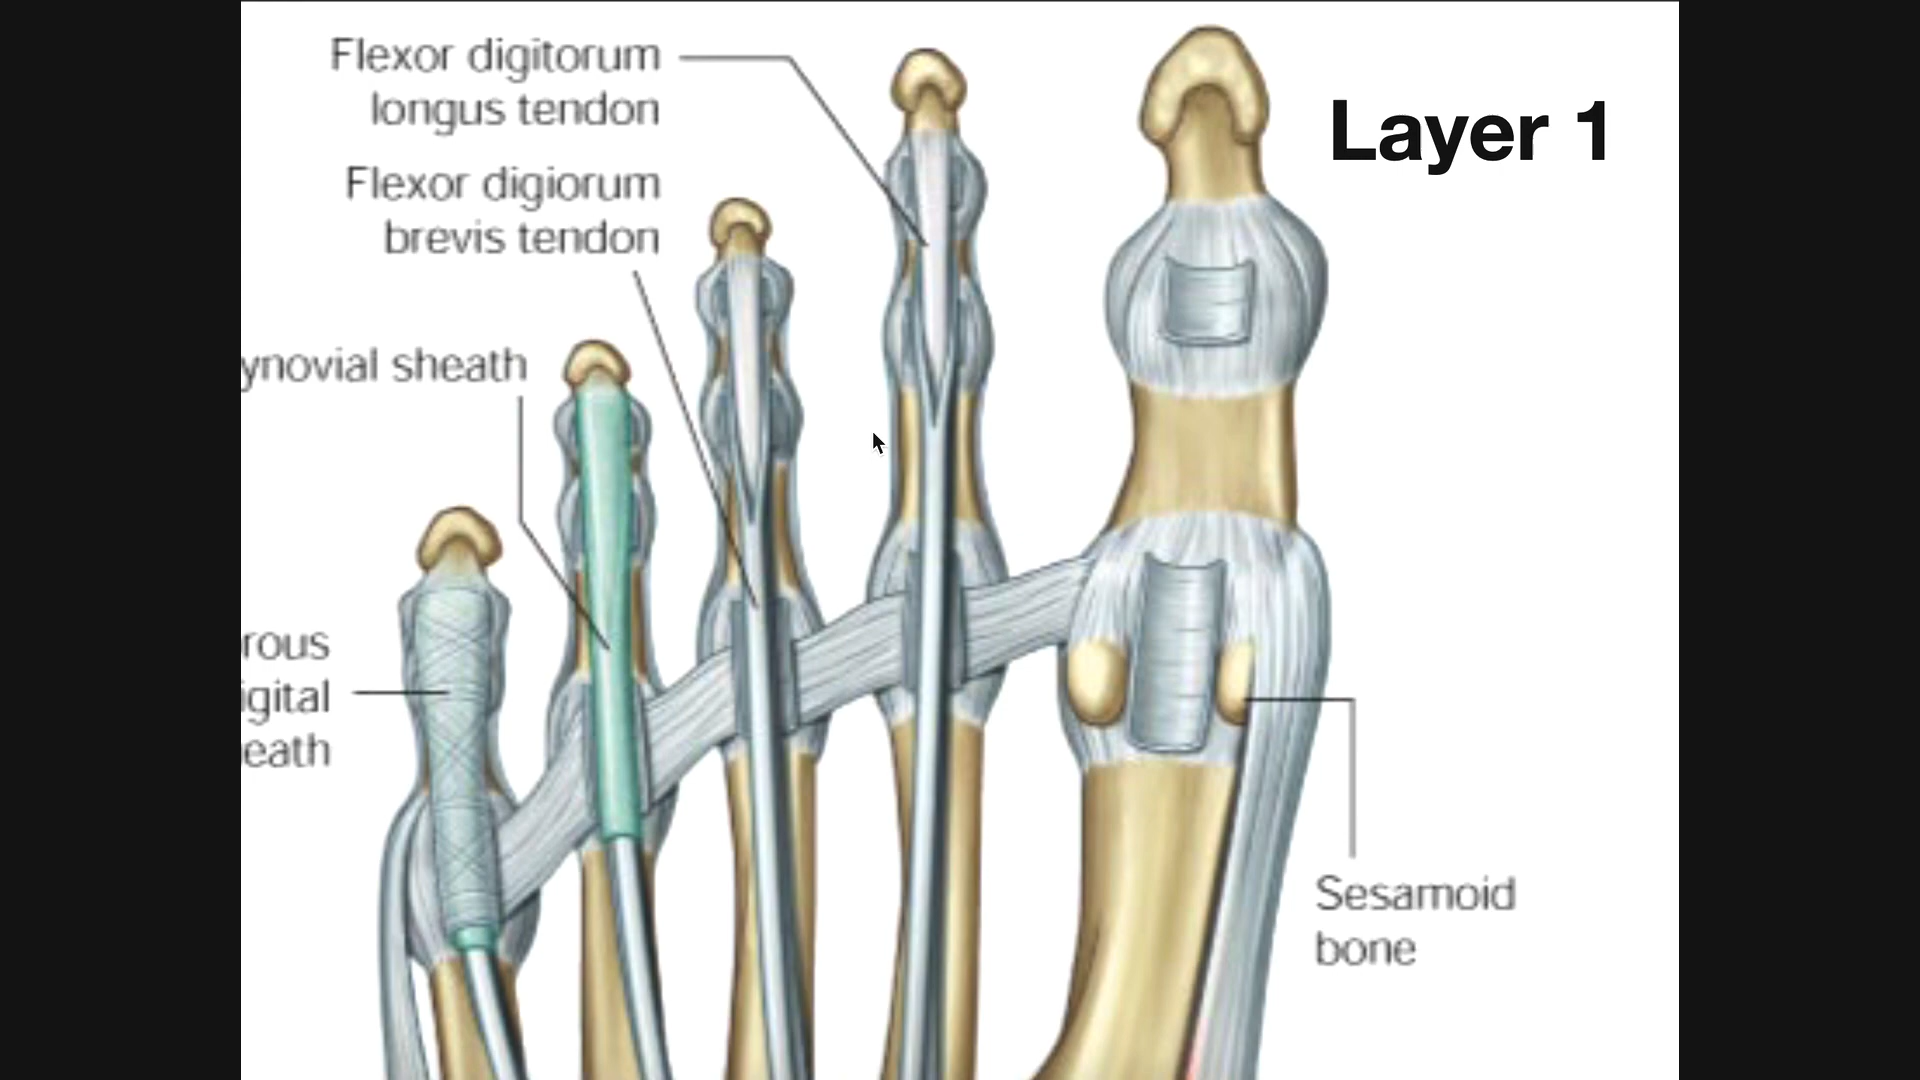 Flexor digitorum
longus tendon
Layer 1
Flexor digiorum
brevis tendon
ynovial sheath
rous
igital
eath
Sesamoid
bone